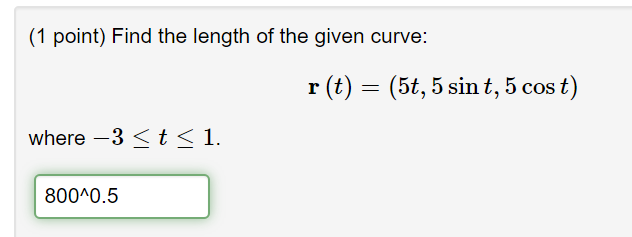 (1 point) Find the length of the given curve:
r (t) = (5t, 5 sin t, 5 cos t)
where −3 ≤ t ≤ 1.
800^0.5